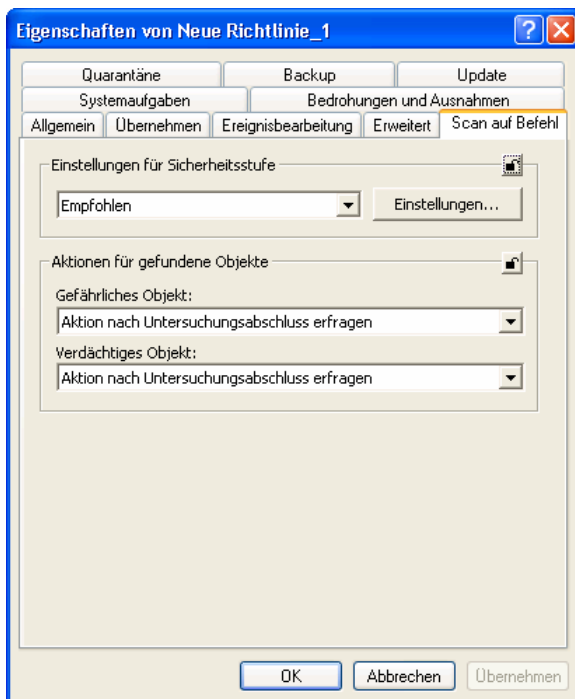 Eigenschaften von Neue Richtlinie_1
Quarantäne Backup Update
Systemaufgaben Bedrohungen und Ausnahmen
Allgemein Übernehmen Ereignisbearbeitung Erweitert Scan auf Befehl
Einstellungen für Sicherheitsstufe
Empfohlen Einstellungen...
Aktionen für gefundene Objekte
Gefährliches Objekt:
Aktion nach Untersuchungsabschluss erfragen
Verdächtiges Objekt:
Aktion nach Untersuchungsabschluss erfragen
OK Abbrechen Übernehmen